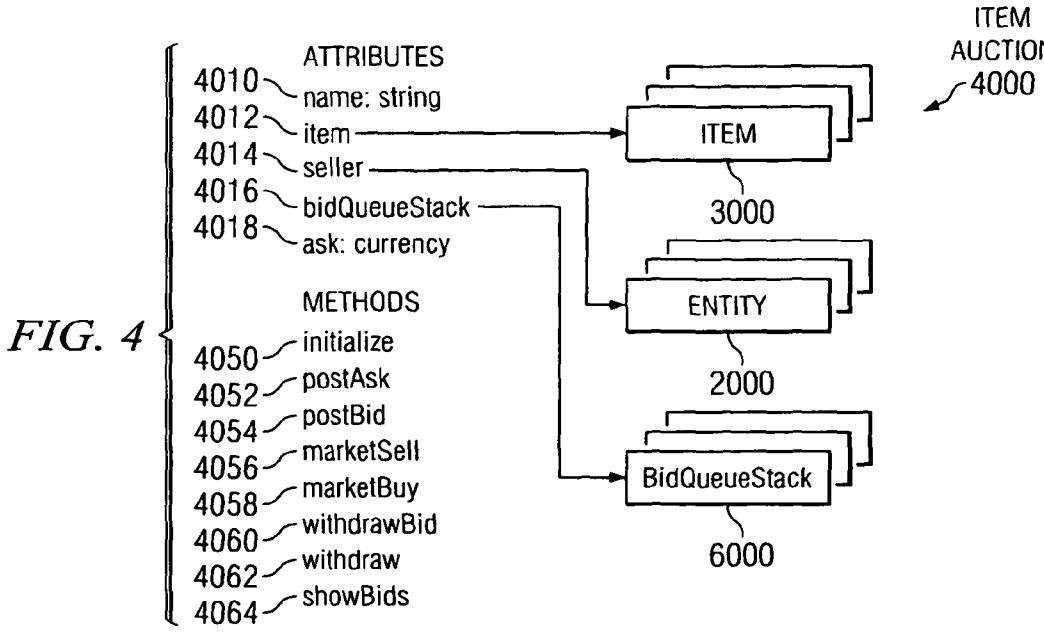 ITEM
AUCTION
4000
ATTRIBUTES
4010 name: string
4012 item
4014 seller
4016 bidQueueStack
4018 ask: currency
ITEM
3000
ENTITY
2000
BidQueueStack
6000
FIG. 4
METHODS
4050 initialize
4052 postAsk
4054 postBid
4056 marketSell
4058 marketBuy
4060 withdrawBid
4062 withdraw
4064 showBids